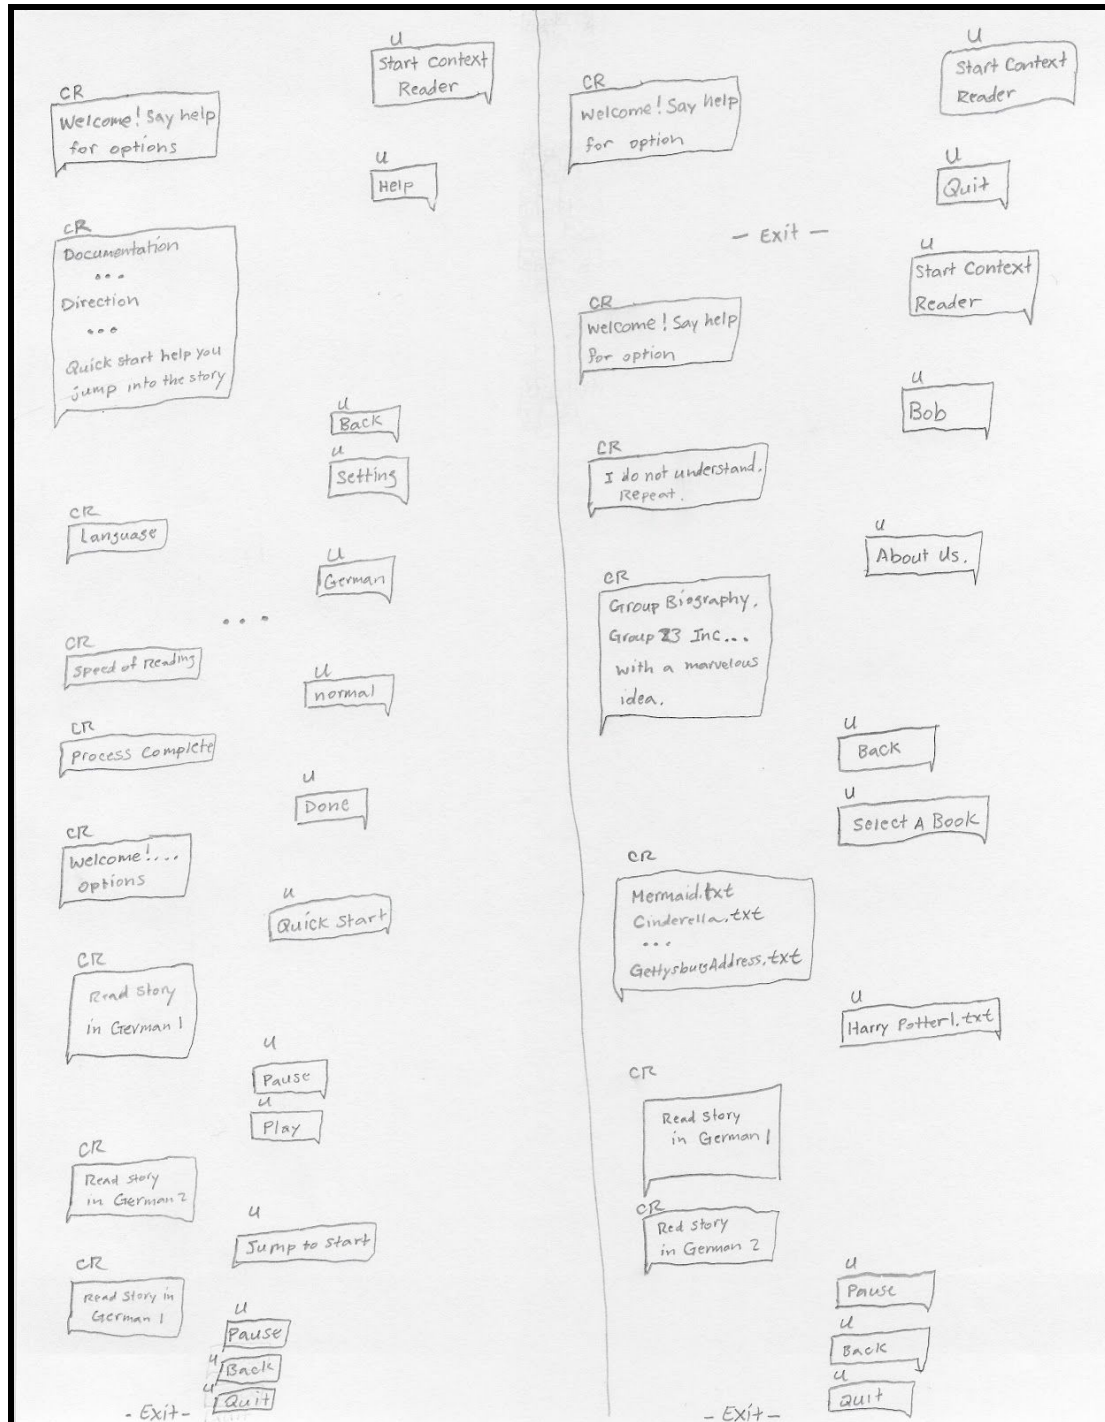 U
Start Context
Reader
CR
Welcome! Say help
for options
U
Help
CR
Documentation
...
Direction
...
Quick start help you
jump into the story
U
Back
U
Setting
CR
Language
U
German
...
CR
Speed of Reading
U
normal
CR
Process Complete
U
Done
CR
Welcome!...
options
U
Quick Start
CR
Read Story
in German 1
U
Pause
U
Play
CR
Read story
in German 2
U
Jump to start
CR
Read Story in
German 1
U
Pause
U
Back
U
Quit
- Exit -
U
Start Context
Reader
CR
Welcome! Say help
for option
U
Quit
- Exit -
U
Start Context
Reader
CR
Welcome! Say help
for option
U
Bob
CR
I do not understand.
Repeat.
U
About Us.
CR
Group Biography.
Group 3 Inc...
with a marvelous
idea.
U
Back
U
Select A Book
CR
Mermaid.txt
Cinderella.txt
...
GettysburgAddress.txt
U
Harry Potter1.txt
CR
Read Story
in German 1
CR
Red story
in German 2
U
Pause
U
Back
U
Quit
- Exit -